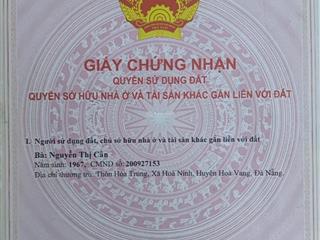 GIẤY CHỨNG NHẬN
QUYỀN SỬ DỤNG ĐẤT
QUYỀN SỞ HỮU NHÀ Ở VÀ TÀI SẢN KHÁC GẮN LIỀN VỚI ĐẤT
I. Người sử dụng đất, chủ sở hữu nhà ở và tài sản khác gắn liền với đất
Bà: Nguyễn Thị Cẩn
Năm sinh: 1967, CMND số: 200927153
Địa chỉ thường trú: Thôn Hòa Trung, Xã Hoà Ninh, Huyện Hoà Vang, Đà Nẵng.